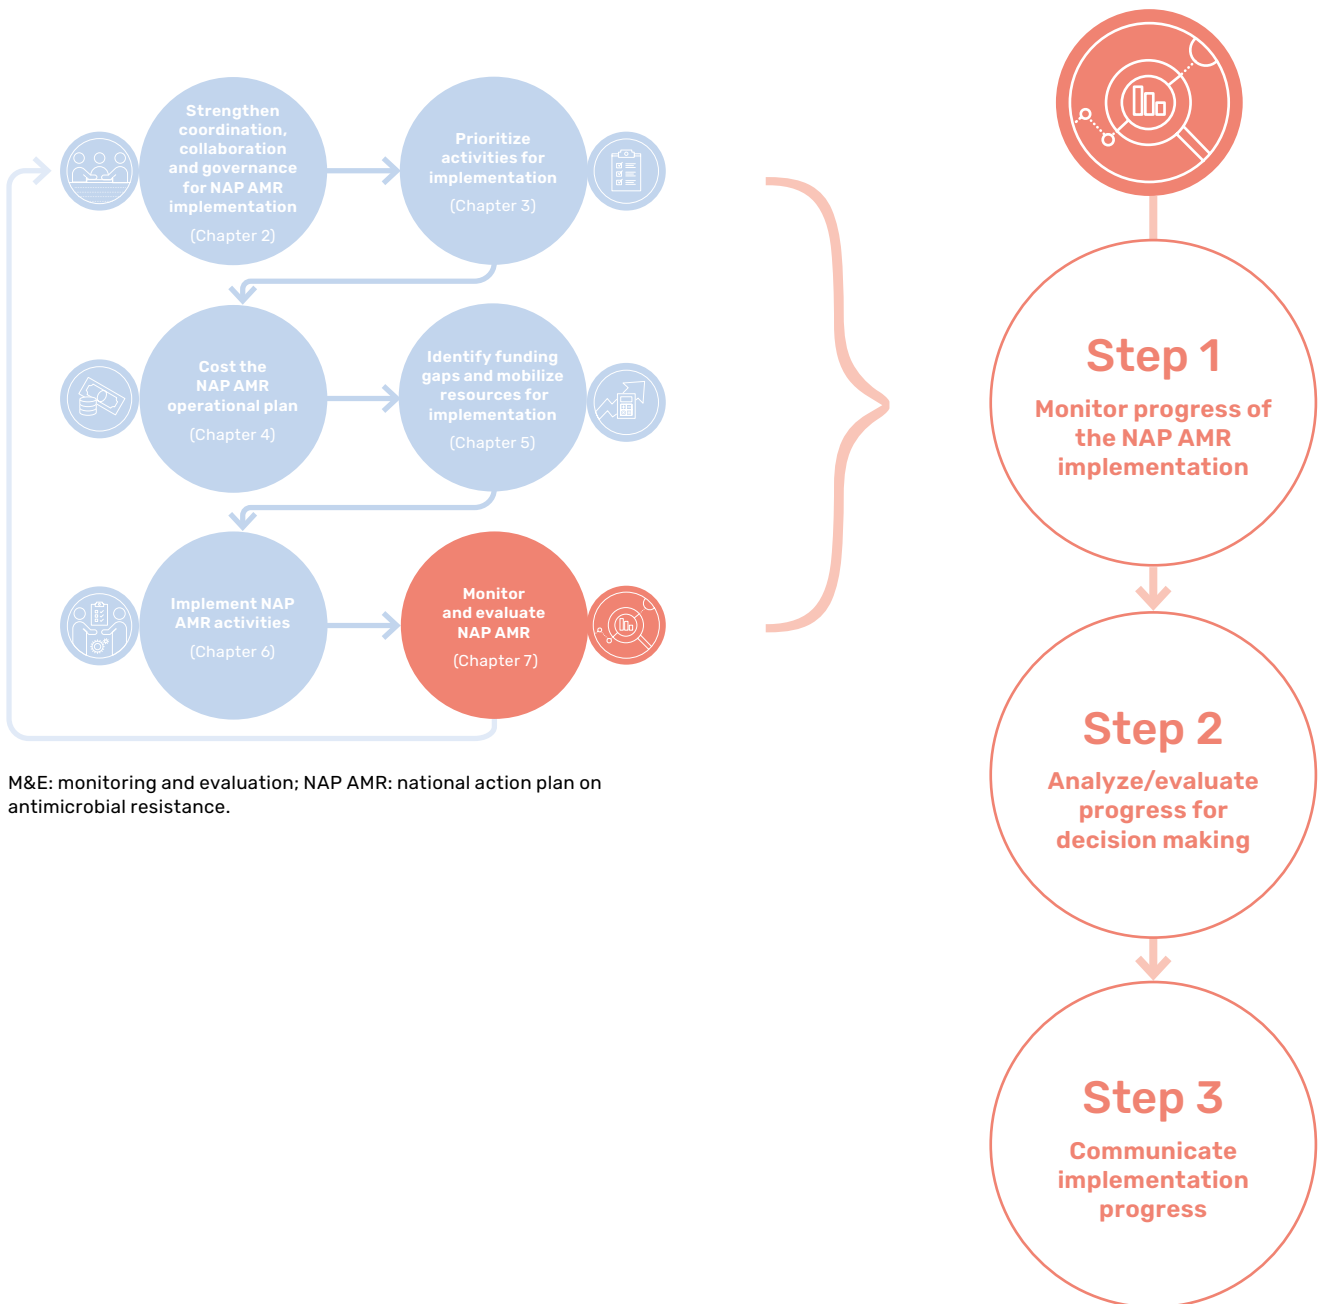 Strengthen
coordination,
collaboration
and governance
for NAP AMR
implementation
(Chapter 2)
Prioritize
activities for
implementation
(Chapter 3)
Cost the
NAP AMR
operational plan
(Chapter 4)
Identify funding
gaps and mobilize
resources for
implementation
(Chapter 5)
Implement NAP
AMR activities
(Chapter 6)
Monitor
and evaluate
NAP AMR
(Chapter 7)
M&E: monitoring and evaluation; NAP AMR: national action plan on
antimicrobial resistance.
Step 1
Monitor progress of
the NAP AMR
implementation
Step 2
Analyze/evaluate
progress for
decision making
Step 3
Communicate
implementation
progress